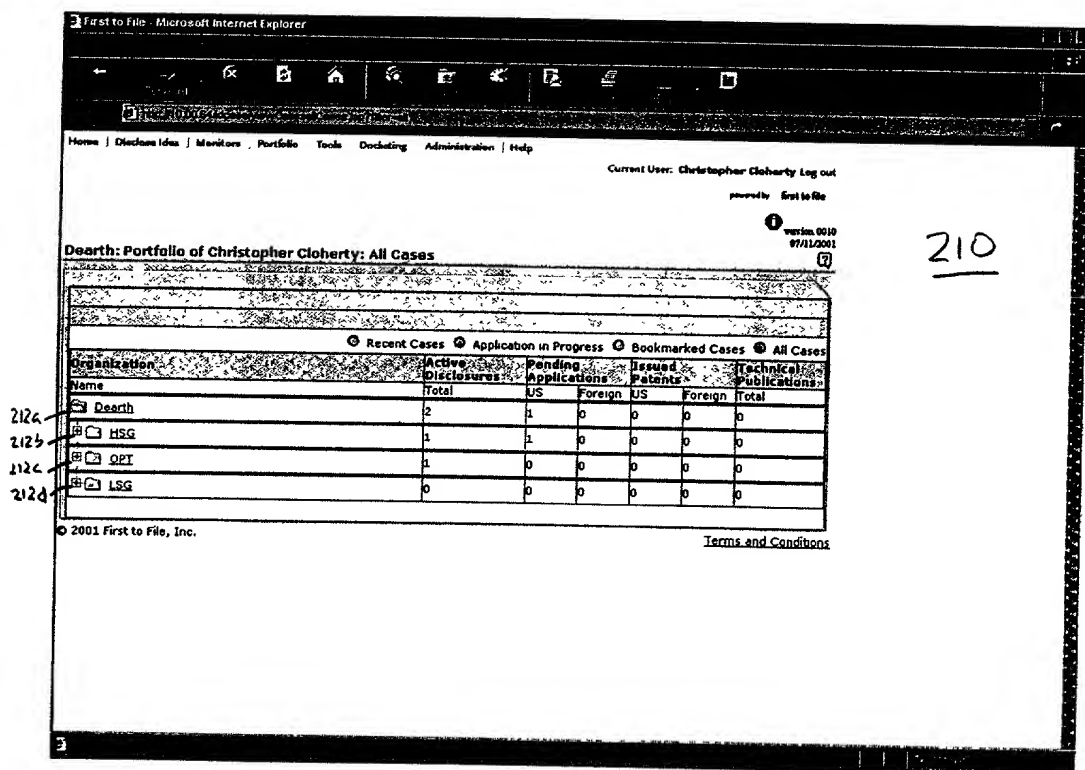 First to File - Microsoft Internet Explorer
Home | Disclose Idea | Monitors Portfolio Tools Docketing Administration | Help
Current User: Christopher Cloherty Log out
powered by first to file
version 0010
07/11/2001
Dearth: Portfolio of Christopher Cloherty: All Cases
210
Recent Cases Application in Progress Bookmarked Cases All Cases
Organization Active Disclosures Pending Applications Issued Patents Technical Publications
Name Total US Foreign US Foreign Total
212a Dearth 2 1 0 0 0 0
212b HSG 1 1 0 0 0 0
212c OPT 1 0 0 0 0 0
212d LSG 0 0 0 0 0 0
© 2001 First to File, Inc.
Terms and Conditions